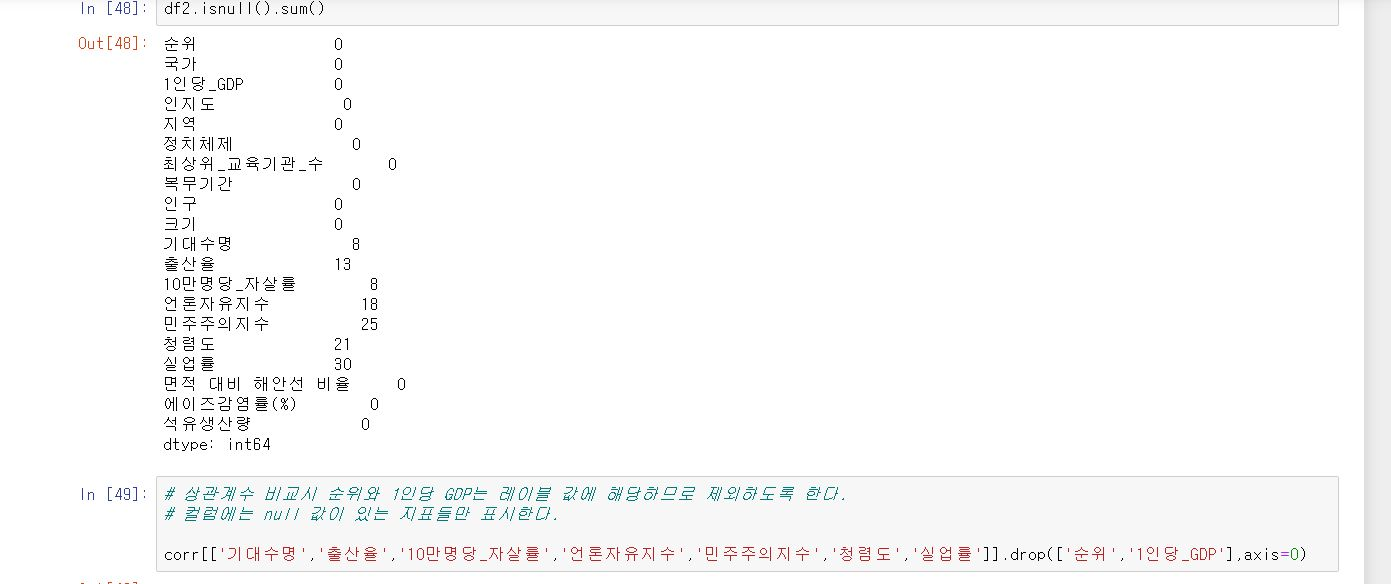 In [48]: df2.isnull().sum()
Out[48]: 순위 0
국가 0
1인당_GDP 0
인지도 0
지역 0
정치체제 0
최상위_교육기관_수 0
복무기간 0
인구 0
크기 0
기대수명 8
출산율 13
10만명당_자살률 8
언론자유지수 18
민주주의지수 25
청렴도 21
실업률 30
면적 대비 해안선 비율 0
에이즈감염률(%) 0
석유생산량 0
dtype: int64
In [49]: # 상관계수 비교시 순위와 1인당 GDP는 레이블 값에 해당하므로 제외하도록 한다.
# 컬럼에는 null 값이 있는 지표들만 표시한다.
corr[['기대수명','출산율','10만명당_자살률','언론자유지수','민주주의지수','청렴도','실업률']].drop(['순위','1인당_GDP'],axis=0)